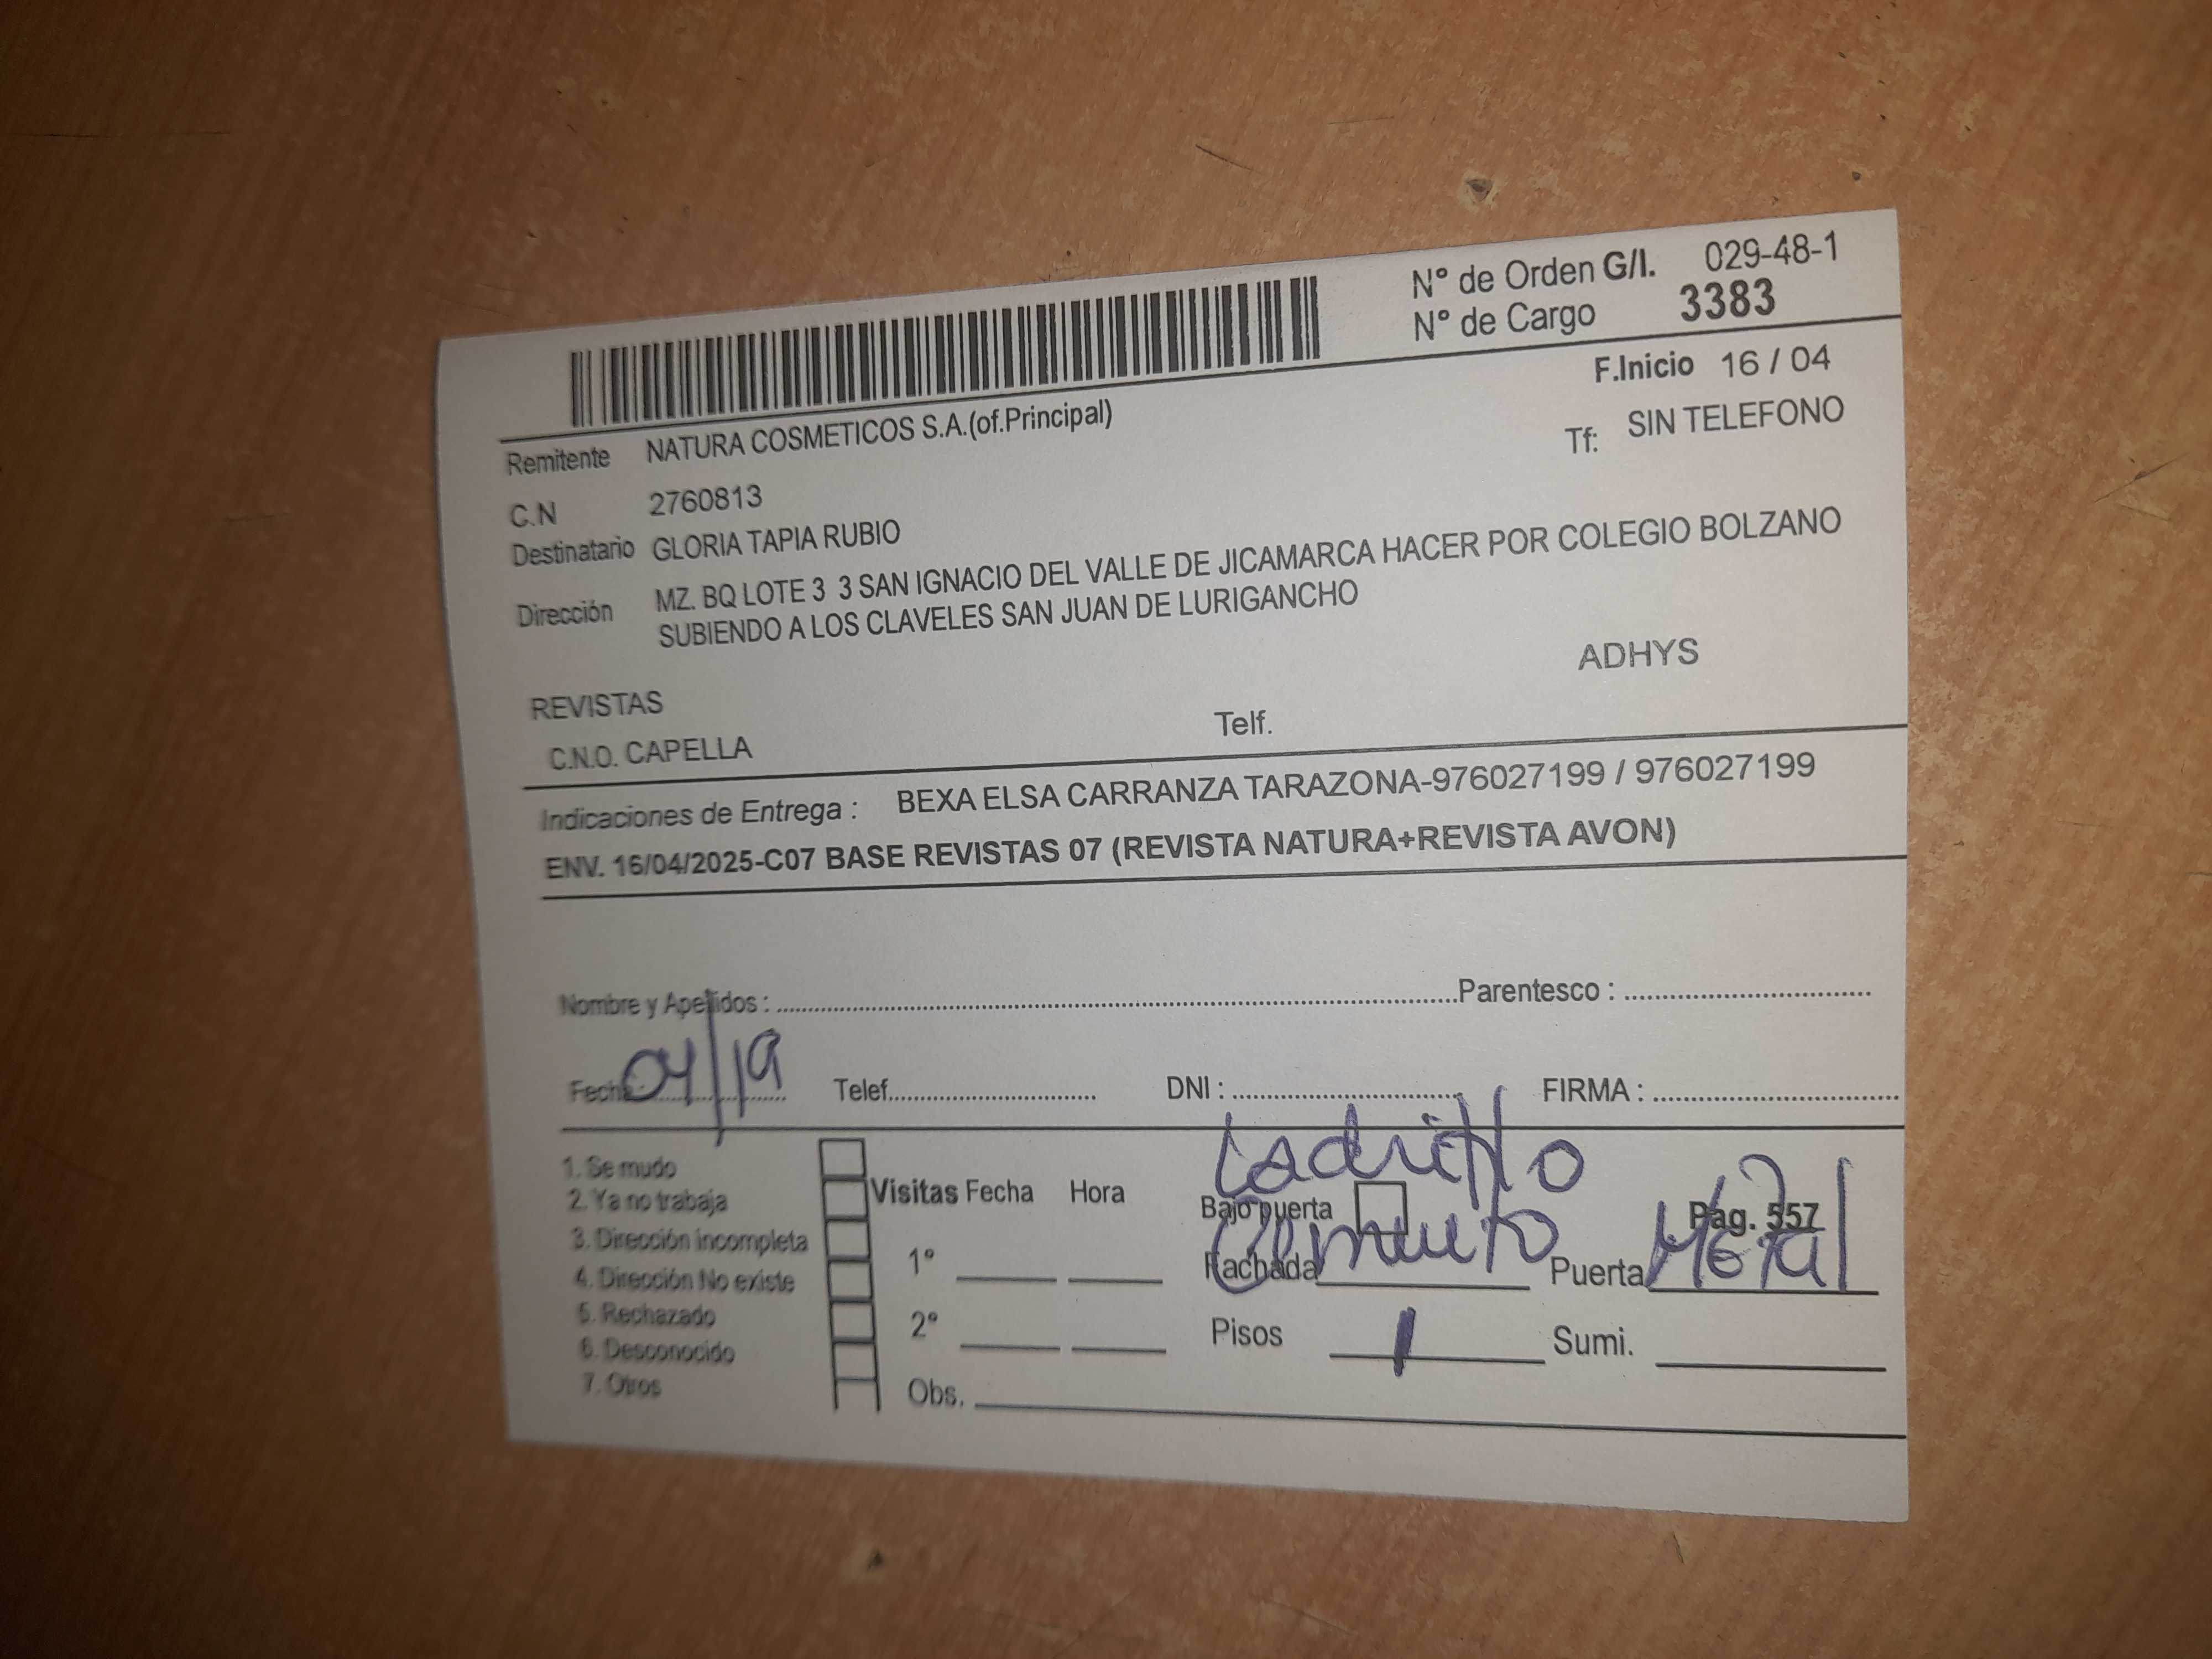 N° de Orden G/I. 029-48-1
N° de Cargo 3383
F.Inicio 16 / 04
Remitente NATURA COSMETICOS S.A.(of.Principal)
Tf: SIN TELEFONO
C.N 2760813
Destinatario GLORIA TAPIA RUBIO
Dirección MZ. BQ LOTE 3 3 SAN IGNACIO DEL VALLE DE JICAMARCA HACER POR COLEGIO BOLZANO
SUBIENDO A LOS CLAVELES SAN JUAN DE LURIGANCHO
ADHYS
REVISTAS
C.N.O. CAPELLA Telf.
Indicaciones de Entrega : BEXA ELSA CARRANZA TARAZONA-976027199 / 976027199
ENV. 16/04/2025-C07 BASE REVISTAS 07 (REVISTA NATURA+REVISTA AVON)
Nombre y Apellidos : Parentesco :
Fecha: 04/19 Telef. DNI : FIRMA :
Ladrillo
1. Se mudo
2. Ya no trabaja
3. Dirección incompleta
4. Dirección No existe
5. Rechazado
6. Desconocido
7. Otros
Visitas Fecha Hora
1°
2°
Obs.
Bajo puerta Pag. 557
Fachada Cemento Puerta Metal
Pisos 1 Sumi.